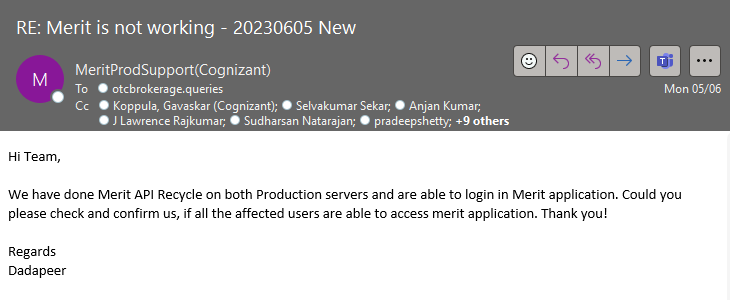 RE: Merit is not working - 20230605 New
M
MeritProdSupport(Cognizant)
To otcbrokerage.queries
Mon 05/06
Cc Koppula, Gavaskar (Cognizant); Selvakumar Sekar; Anjan Kumar;
J Lawrence Rajkumar; Sudharsan Natarajan; pradeepshetty; +9 others
Hi Team,
We have done Merit API Recycle on both Production servers and are able to login in Merit application. Could you
please check and confirm us, if all the affected users are able to access merit application. Thank you!
Regards
Dadapeer